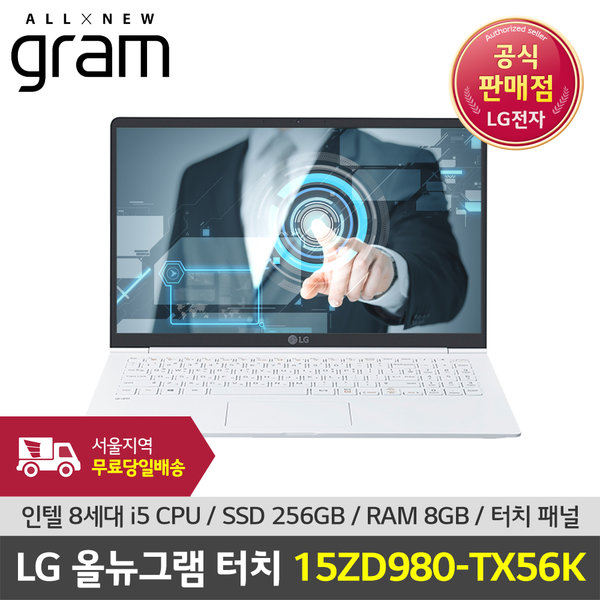 ALL×NEW
gram
Authorized seller
공식
판매점
LG전자
LG
gram
서울지역
무료당일배송
인텔 8세대 i5 CPU / SSD 256GB / RAM 8GB / 터치 패널
LG 올뉴그램 터치 15ZD980-TX56K